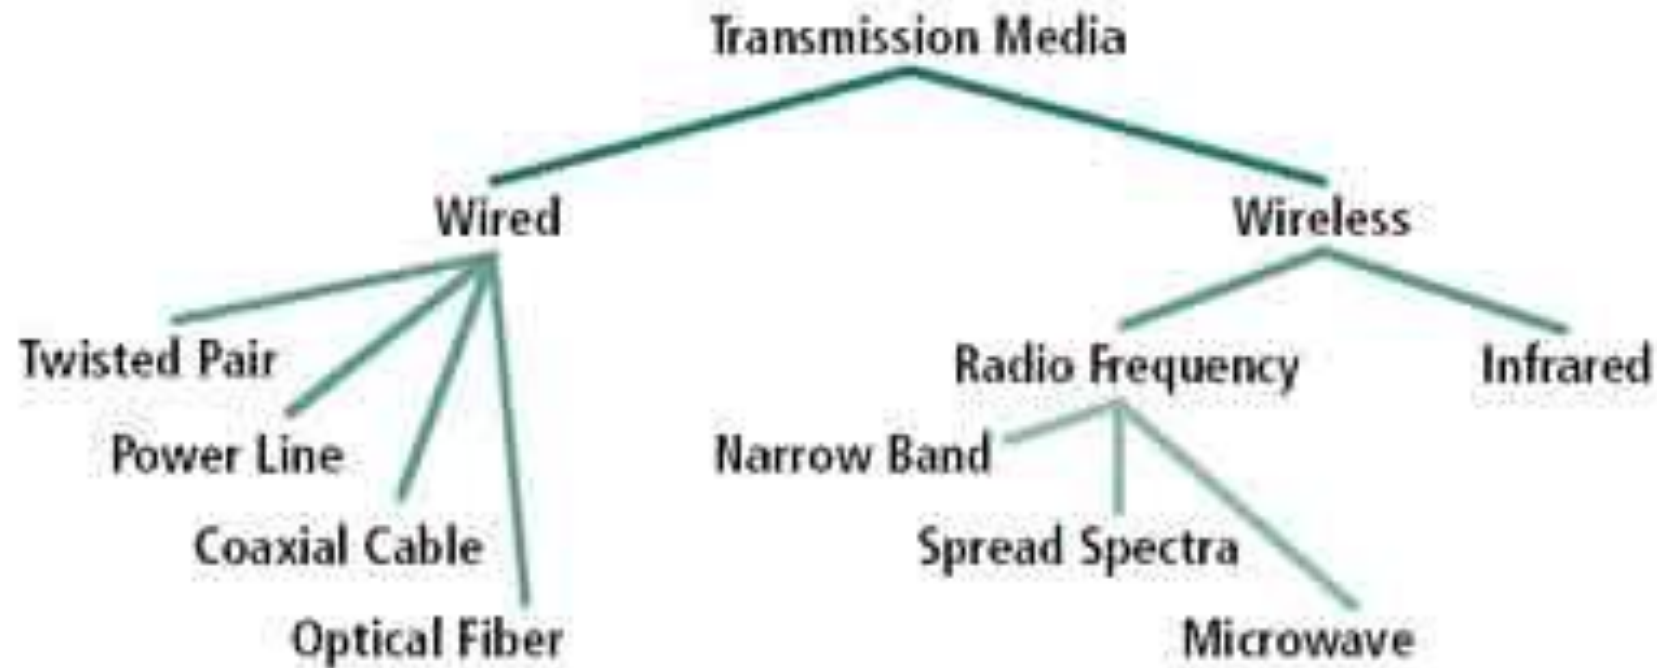 Transmission Media
Wired
Wireless
Twisted Pair
Radio Frequency
Infrared
Power Line
Narrow Band
Coaxial Cable
Spread Spectra
Optical Fiber
Microwave